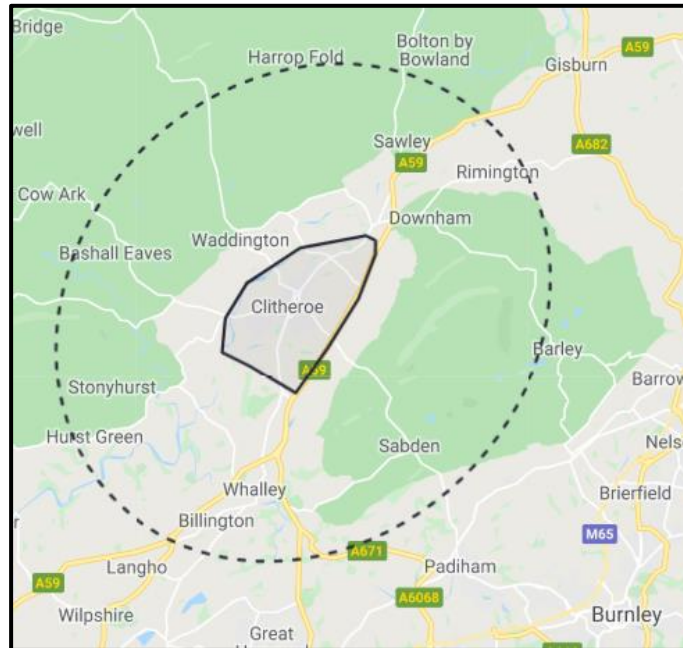 Bridge
Bolton by
Bowland
A59
Harrop Fold
Gisburn
well
Sawley
A682
A59
Rimington
Cow Ark
Downham
Waddington
Bashall Eaves
Clitheroe
Barley
A59
Stonyhurst
Barrow
Hurst Green
Sabden
Nels
Whalley
Brierfield
Billington
M65
A671
Langho
Padiham
A59
A6068
Wilpshire
Burnley
Great